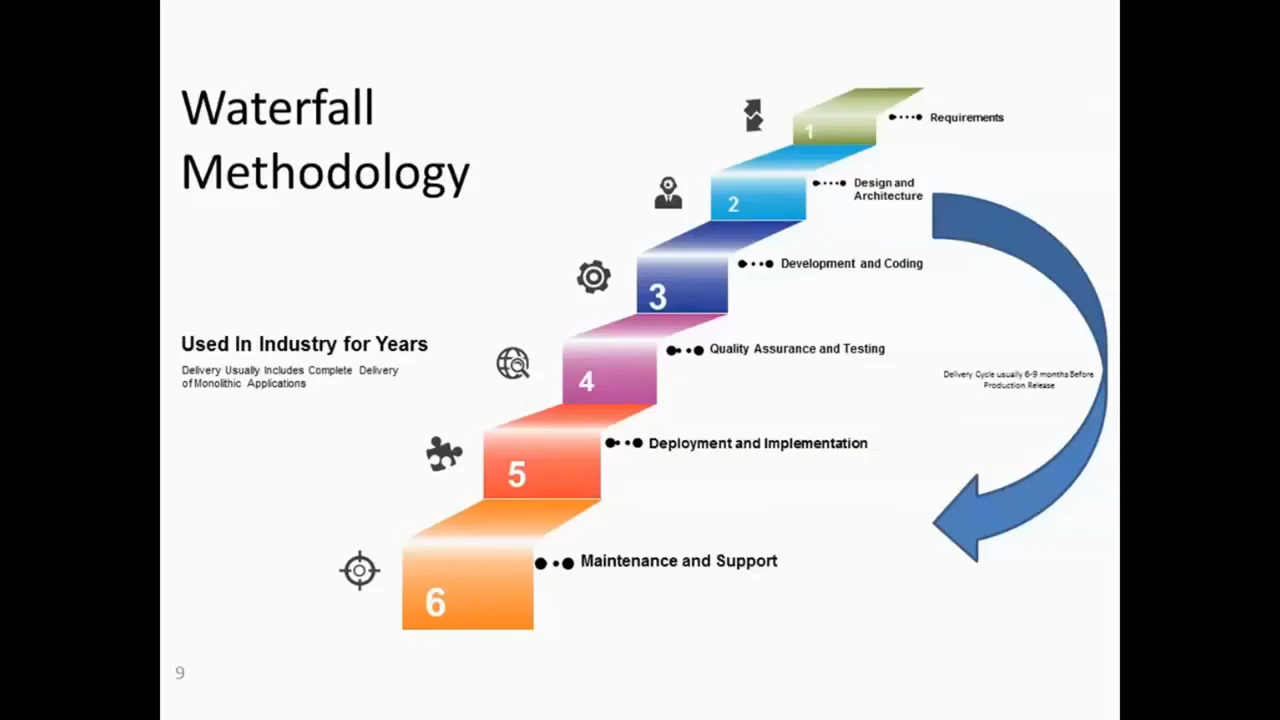 Waterfall
Methodology
1
Requirements
2
Design and
Architecture
3
Development and Coding
Used In Industry for Years
Delivery Usually Includes Complete Delivery
of Monolithic Applications
4
Quality Assurance and Testing
Delivery Cycle usually 6-9 months Before
Production Release
5
Deployment and Implementation
6
Maintenance and Support
9